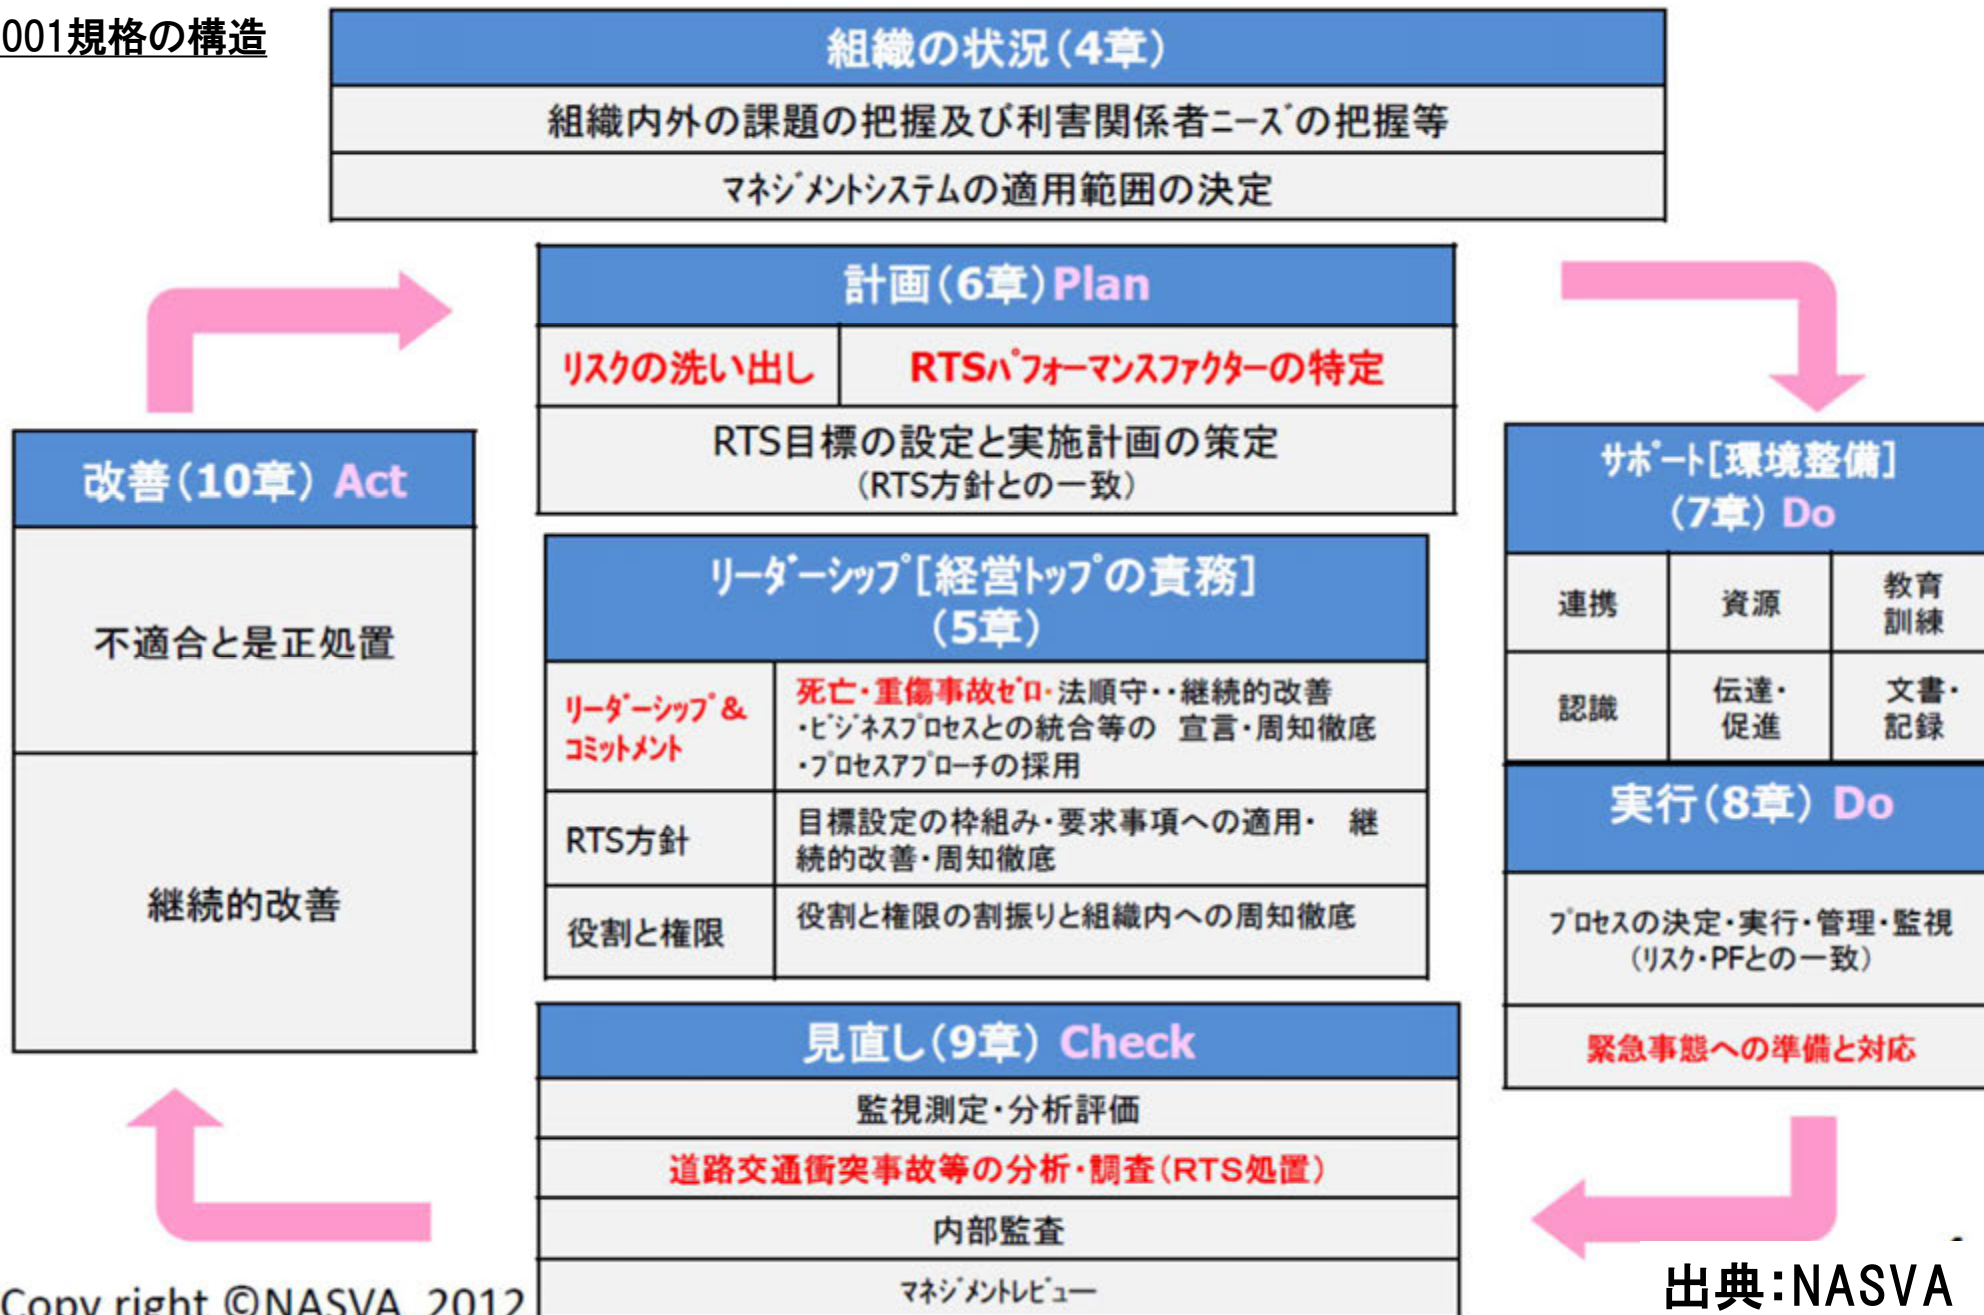 001規格の構造
組織の状況(4章)
組織内外の課題の把握及び利害関係者ﾆｰｽﾞの把握等
ﾏﾈｼﾞﾒﾝﾄｼｽﾃﾑの適用範囲の決定
計画(6章)Plan
ﾘｽｸの洗い出し
RTSﾊﾟﾌｫｰﾏﾝｽﾌｧｸﾀｰの特定
RTS目標の設定と実施計画の策定
(RTS方針との一致)
改善(10章) Act
不適合と是正処置
継続的改善
ﾘｰﾀﾞｰｼｯﾌﾟ[経営ﾄｯﾌﾟの責務]
(5章)
ﾘｰﾀﾞｰｼｯﾌﾟ&
ｺﾐｯﾄﾒﾝﾄ
死亡・重傷事故ｾﾞﾛ・法順守・・継続的改善
・ﾋﾞｼﾞﾈｽﾌﾟﾛｾｽとの統合等の 宣言・周知徹底
・ﾌﾟﾛｾｽｱﾌﾟﾛｰﾁの採用
RTS方針
目標設定の枠組み・要求事項への適用・ 継
続的改善・周知徹底
役割と権限
役割と権限の割振りと組織内への周知徹底
ｻﾎﾟｰﾄ[環境整備]
(7章) Do
連携
資源
教育
訓練
認識
伝達・
促進
文書・
記録
実行(8章) Do
ﾌﾟﾛｾｽの決定・実行・管理・監視
(ﾘｽｸ・PFとの一致)
緊急事態への準備と対応
見直し(9章) Check
監視測定・分析評価
道路交通衝突事故等の分析・調査(RTS処置)
内部監査
ﾏﾈｼﾞﾒﾝﾄﾚﾋﾞｭｰ
Copy right ©NASVA 2012
出典:NASVA